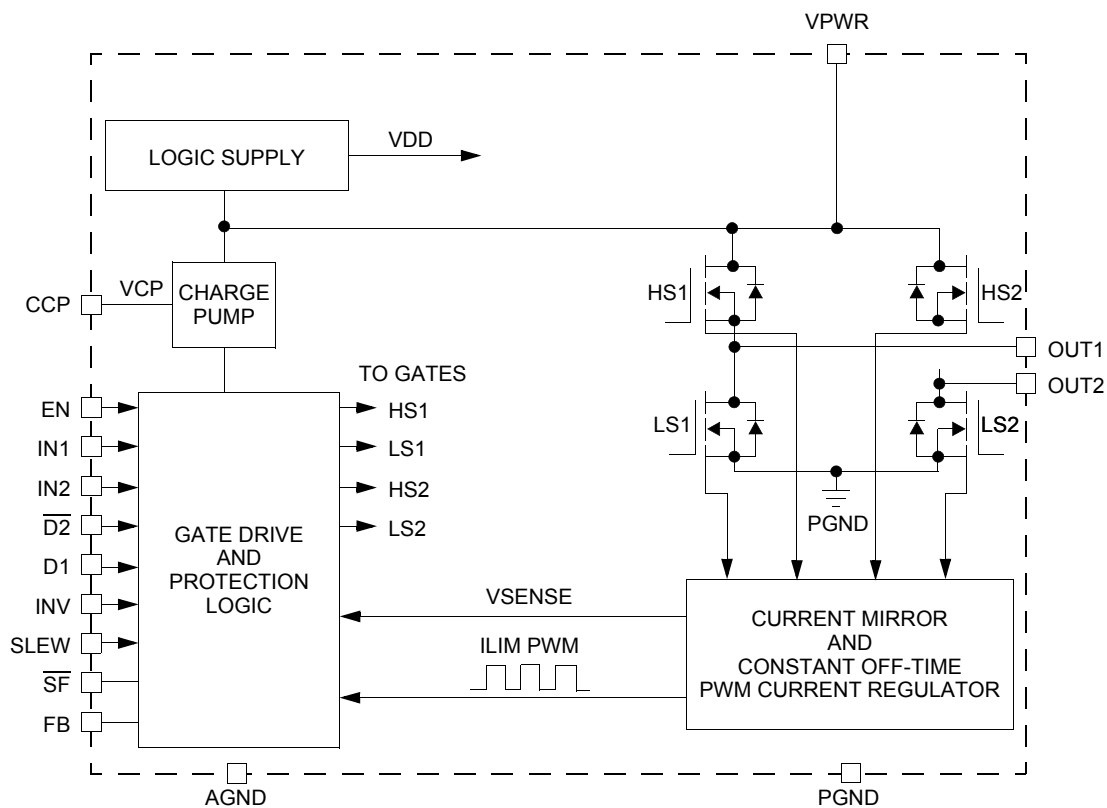 VPWR
LOGIC SUPPLY
VDD
CCP
VCP
CHARGE
PUMP
HS1
HS2
OUT1
OUT2
TO GATES
EN
IN1
IN2
D2
D1
INV
SLEW
SF
FB
HS1
LS1
HS2
LS2
GATE DRIVE
AND
PROTECTION
LOGIC
LS1
LS2
PGND
VSENSE
ILIM PWM
CURRENT MIRROR
AND
CONSTANT OFF-TIME
PWM CURRENT REGULATOR
AGND
PGND